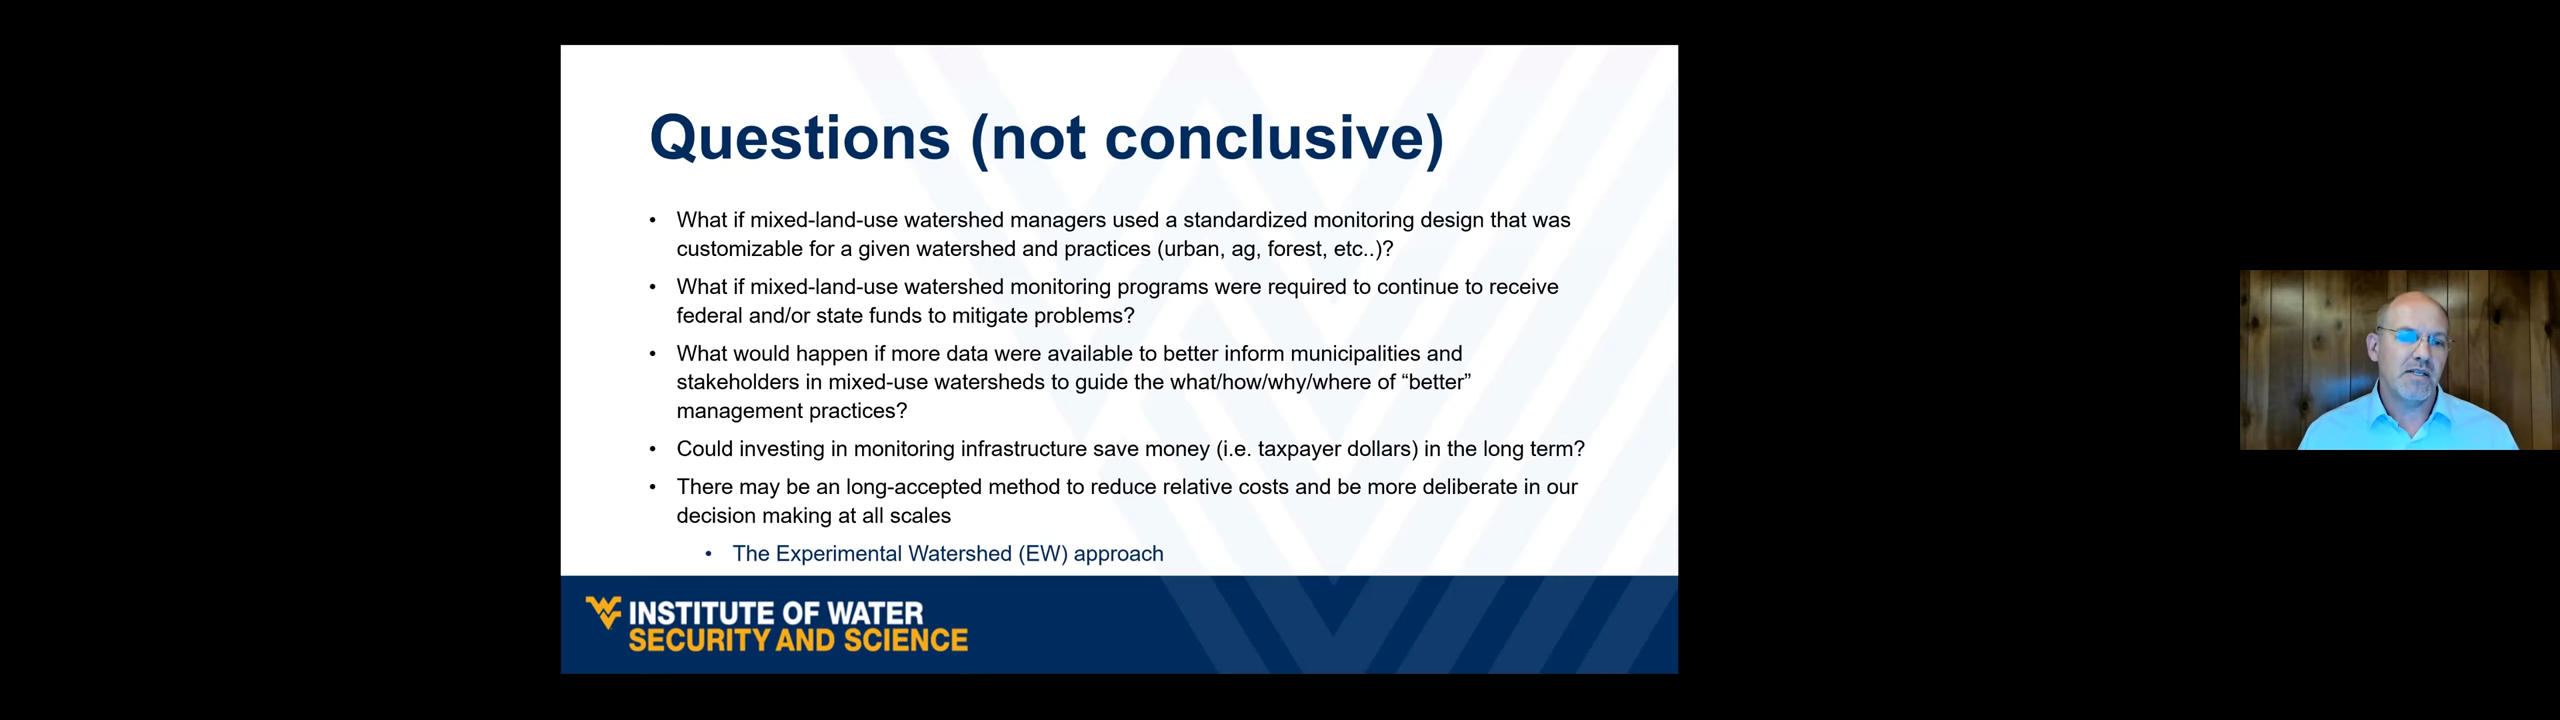 Questions (not conclusive)
• What if mixed-land-use watershed managers used a standardized monitoring design that was
customizable for a given watershed and practices (urban, ag, forest, etc..)?
• What if mixed-land-use watershed monitoring programs were required to continue to receive
federal and/or state funds to mitigate problems?
• What would happen if more data were available to better inform municipalities and
stakeholders in mixed-use watersheds to guide the what/how/why/where of “better”
management practices?
• Could investing in monitoring infrastructure save money (i.e. taxpayer dollars) in the long term?
• There may be an long-accepted method to reduce relative costs and be more deliberate in our
decision making at all scales
• The Experimental Watershed (EW) approach
INSTITUTE OF WATER
SECURITY AND SCIENCE